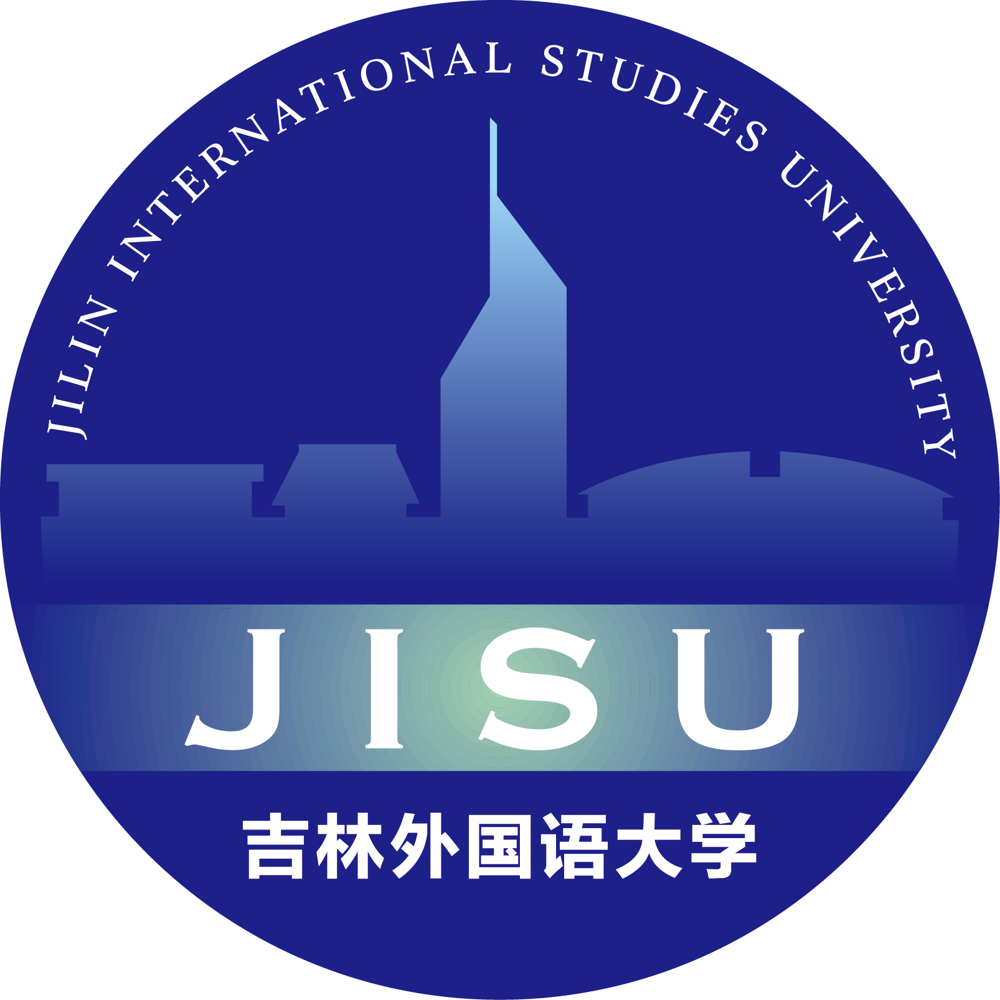 JILIN INTERNATIONAL STUDIES UNIVERSITY
JISU
吉林外国语大学